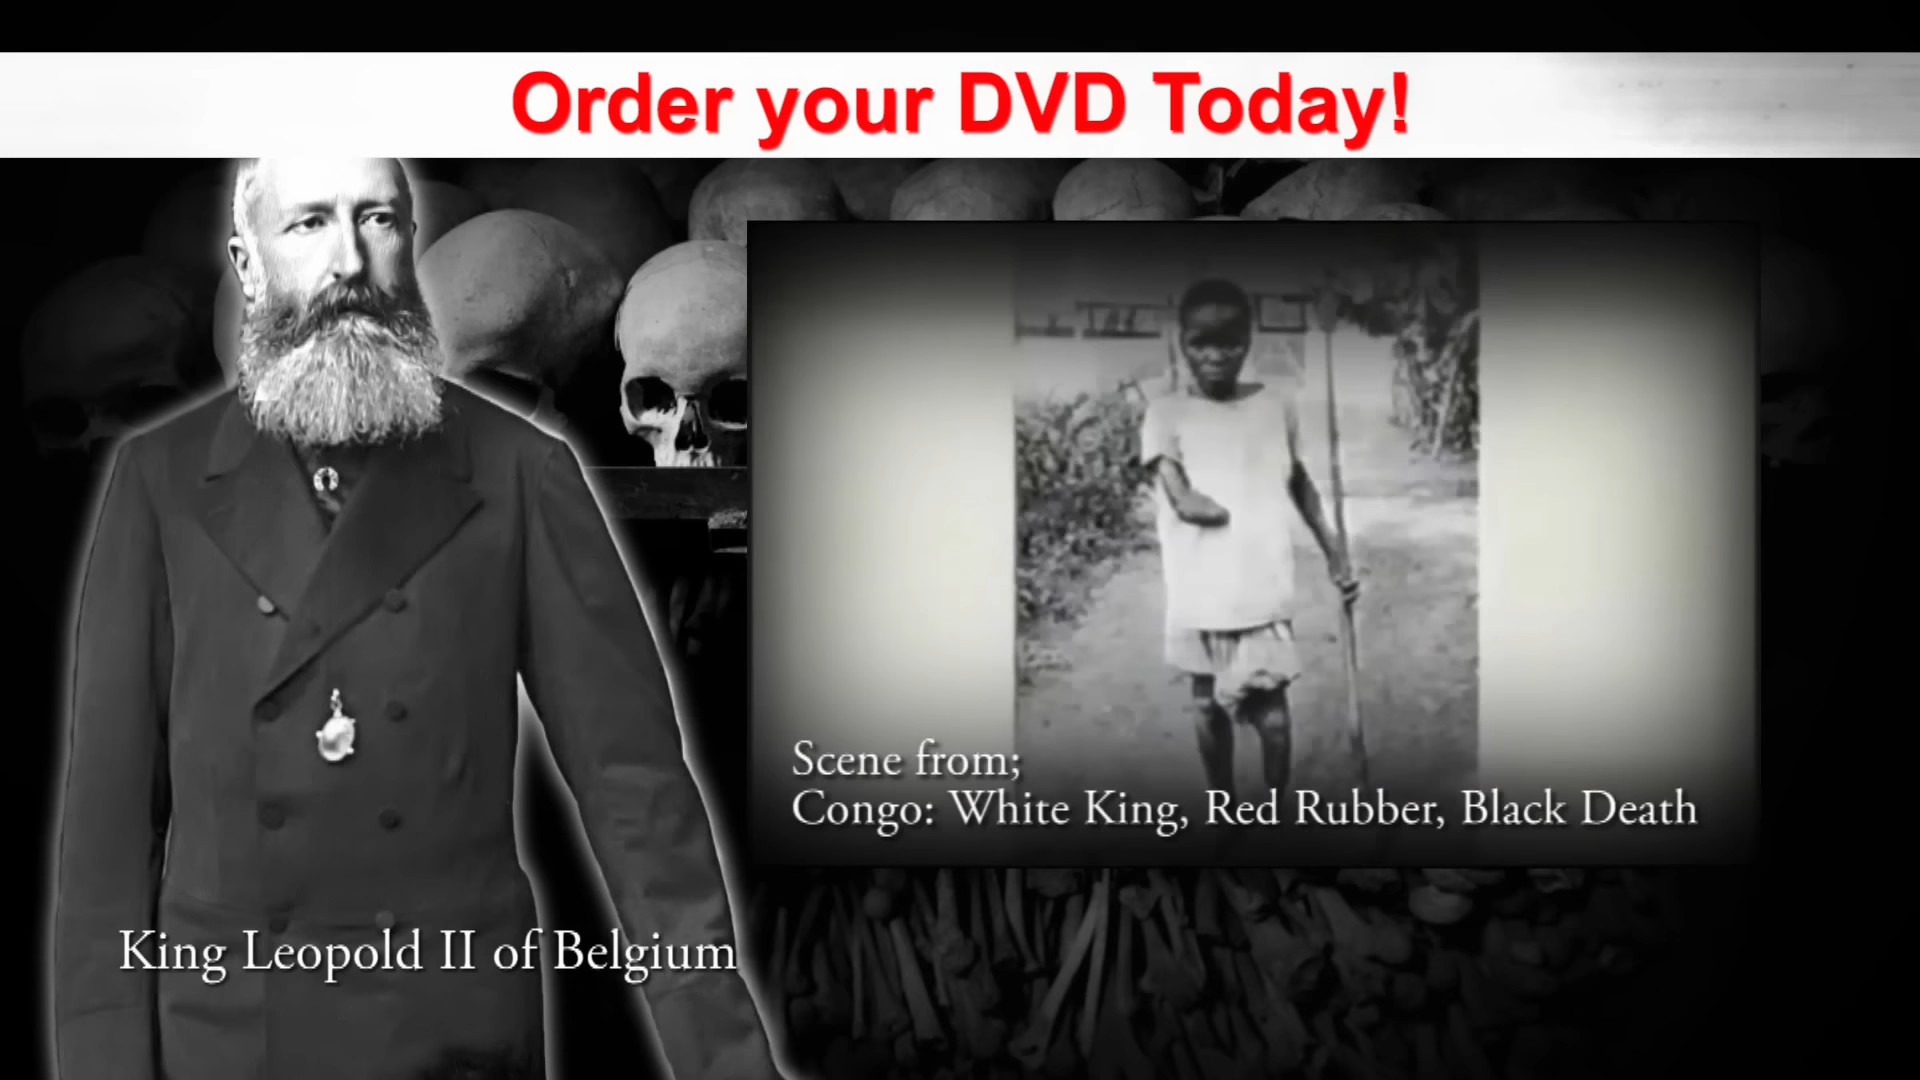 Order your DVD Today!
Scene from;
Congo: White King, Red Rubber, Black Death
King Leopold II of Belgium